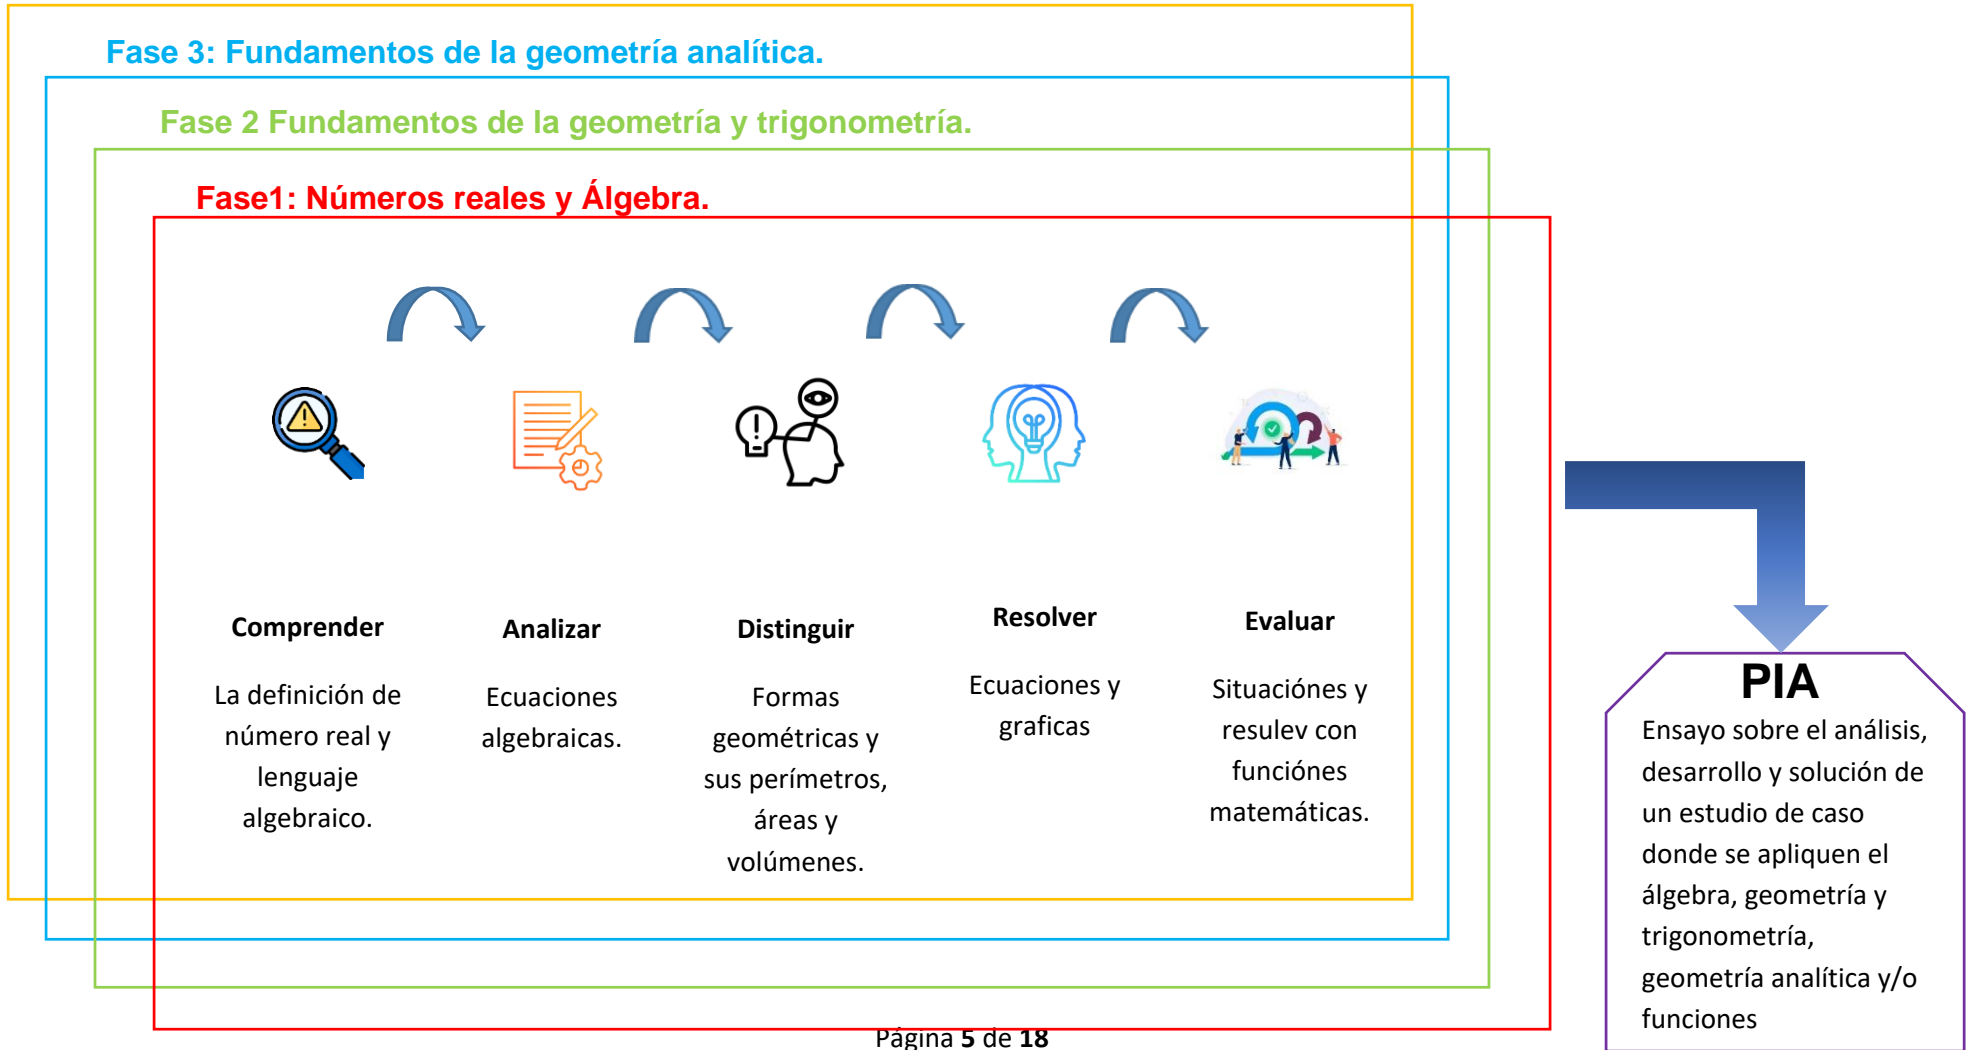 Fase 3: Fundamentos de la geometría analítica.
Fase 2 Fundamentos de la geometría y trigonometría.
Fase1: Números reales y Álgebra.
Comprender
La definición de
número real y
lenguaje
algebraico.
Analizar
Ecuaciones
algebraicas.
Distinguir
Formas
geométricas y
sus perímetros,
áreas y
volúmenes.
Resolver
Ecuaciones y
graficas
Evaluar
Situaciónes y
resulev con
funciónes
matemáticas.
PIA
Ensayo sobre el análisis,
desarrollo y solución de
un estudio de caso
donde se apliquen el
álgebra, geometría y
trigonometría,
geometría analítica y/o
funciones
Página 5 de 18